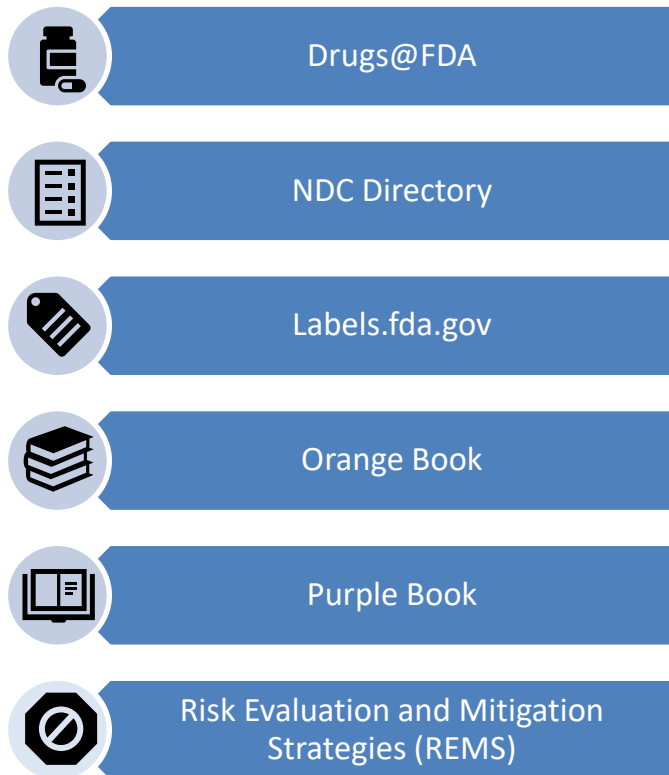 Drugs@FDA
NDC Directory
Labels.fda.gov
Orange Book
Purple Book
Risk Evaluation and Mitigation
Strategies (REMS)